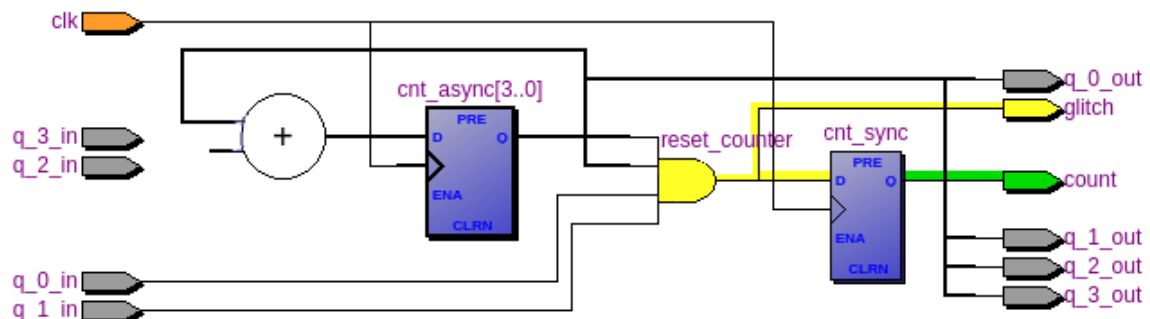 clk
q_3_in
q_2_in
q_0_in
q_1_in
+
cnt_async[3..0]
PRE
D Q
ENA
CLRN
reset_counter
cnt_sync
PRE
D Q
ENA
CLRN
q_0_out
glitch
count
q_1_out
q_2_out
q_3_out